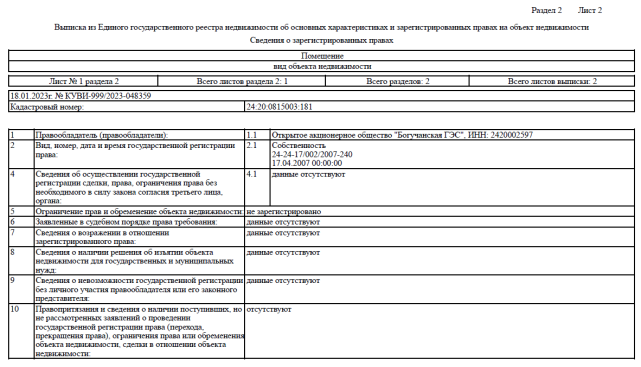 Раздел 2 Лист 2
Выписка из Единого государственного реестра недвижимости об основных характеристиках и зарегистрированных правах на объект недвижимости
Сведения о зарегистрированных правах
Помещение
вид объекта недвижимости
Лист № 1 раздела 2 Всего листов раздела 2: 1 Всего разделов: 2 Всего листов выписки: 2
18.01.2023г. № КУВИ-999/2023-048359
Кадастровый номер: 24:20:0815003:181
1 Правообладатель (правообладатели): 1.1 Открытое акционерное общество "Богучанская ГЭС", ИНН: 2420002597
2 Вид, номер, дата и время государственной регистрации 2.1 Собственность
права: 24-24-17/002/2007-240
17.04.2007 00:00:00
4 Сведения об осуществлении государственной 4.1 данные отсутствуют
регистрации сделки, права, ограничения права без
необходимого в силу закона согласия третьего лица,
органа:
5 Ограничение прав и обременение объекта недвижимости: не зарегистрировано
6 Заявленные в судебном порядке права требования: данные отсутствуют
7 Сведения о возражении в отношении данные отсутствуют
зарегистрированного права:
8 Сведения о наличии решения об изъятии объекта данные отсутствуют
недвижимости для государственных и муниципальных
нужд:
9 Сведения о невозможности государственной регистрации данные отсутствуют
без личного участия правообладателя или его законного
представителя:
10 Правопритязания и сведения о наличии поступивших, но отсутствуют
не рассмотренных заявлений о проведении
государственной регистрации права (перехода,
прекращения права), ограничения права или обременения
объекта недвижимости, сделки в отношении объекта
недвижимости: